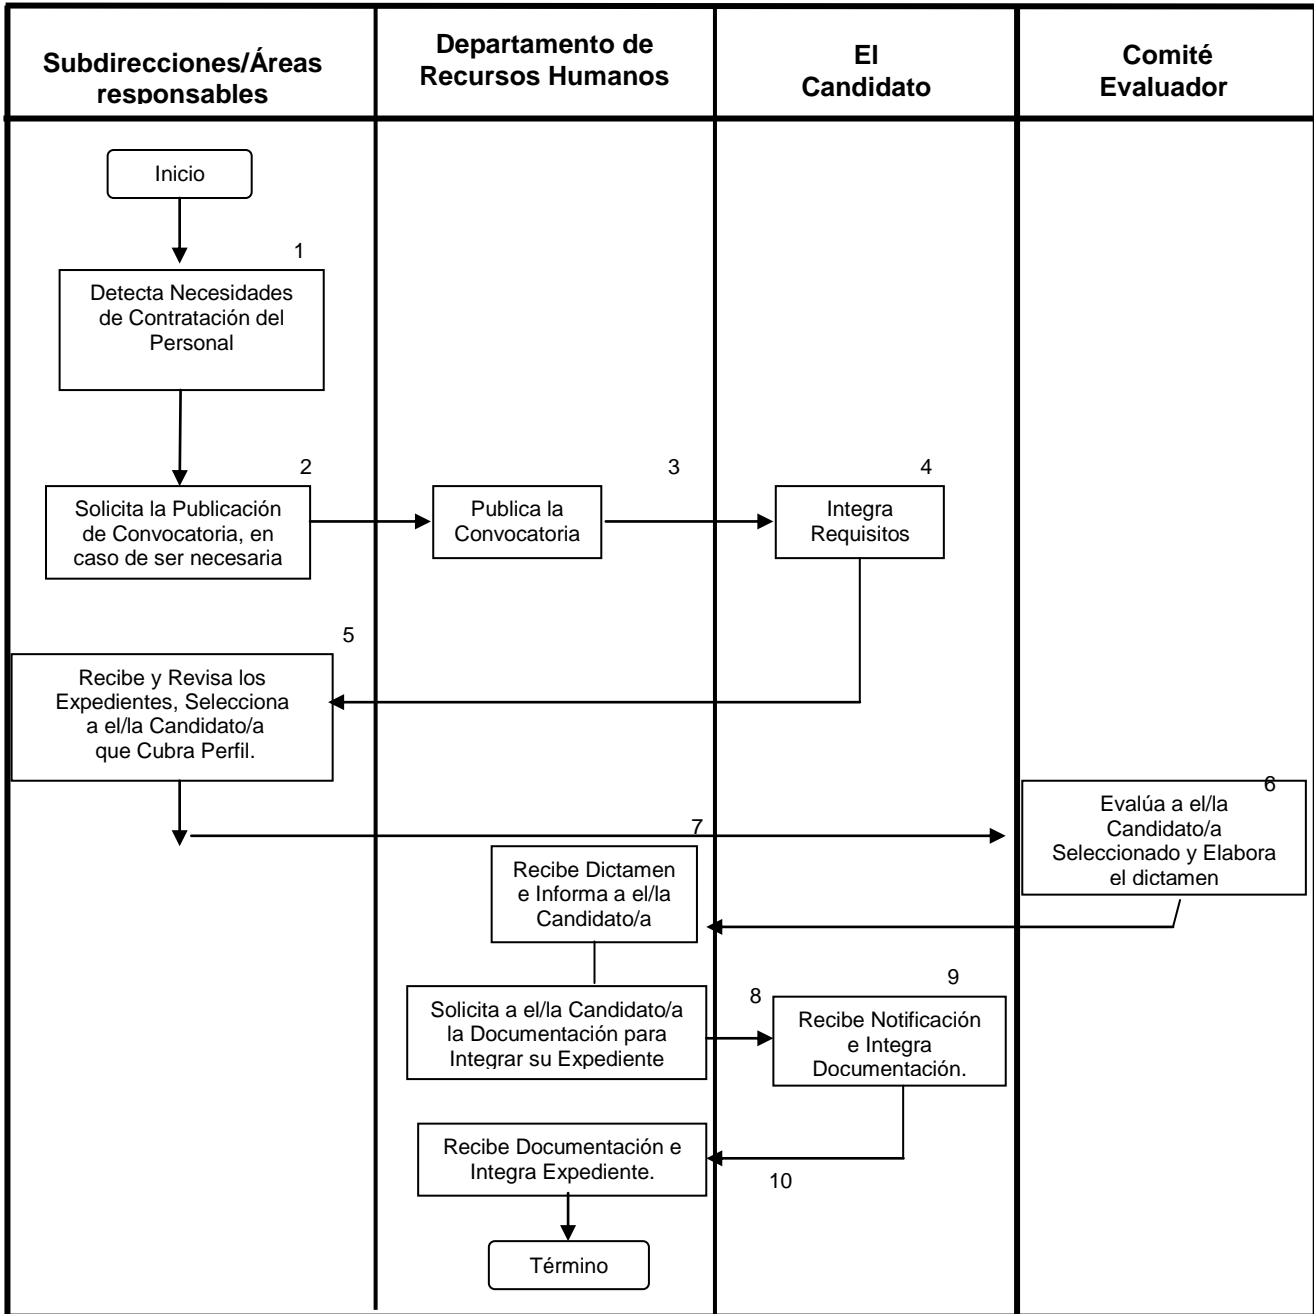 Subdirecciones/Áreas
responsables
Departamento de
Recursos Humanos
El
Candidato
Comité
Evaluador
Inicio
1
Detecta Necesidades
de Contratación del
Personal
2
Solicita la Publicación
de Convocatoria, en
caso de ser necesaria
3
Publica la
Convocatoria
4
Integra
Requisitos
5
Recibe y Revisa los
Expedientes, Selecciona
a el/la Candidato/a
que Cubra Perfil.
6
Evalúa a el/la
Candidato/a
Seleccionado y Elabora
el dictamen
7
Recibe Dictamen
e Informa a el/la
Candidato/a
8
Solicita a el/la Candidato/a
la Documentación para
Integrar su Expediente
9
Recibe Notificación
e Integra
Documentación.
Recibe Documentación e
Integra Expediente.
10
Término